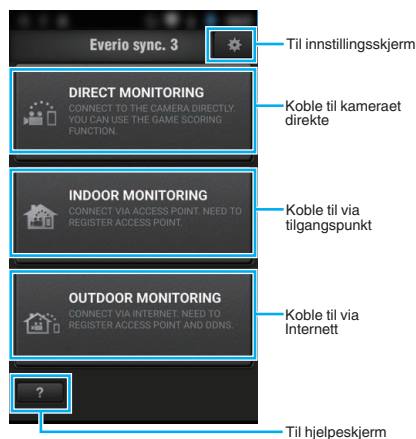 Everio sync. 3
Til innstillingsskjerm
DIRECT MONITORING
CONNECT TO THE CAMERA DIRECTLY.
YOU CAN USE THE GAME SCORING
FUNCTION.
Koble til kameraet
direkte
INDOOR MONITORING
CONNECT VIA ACCESS POINT. NEED TO
REGISTER ACCESS POINT.
Koble til via
tilgangspunkt
OUTDOOR MONITORING
CONNECT VIA INTERNET. NEED TO
REGISTER ACCESS POINT AND DDNS.
Koble til via
Internett
?
Til hjelpeskjerm